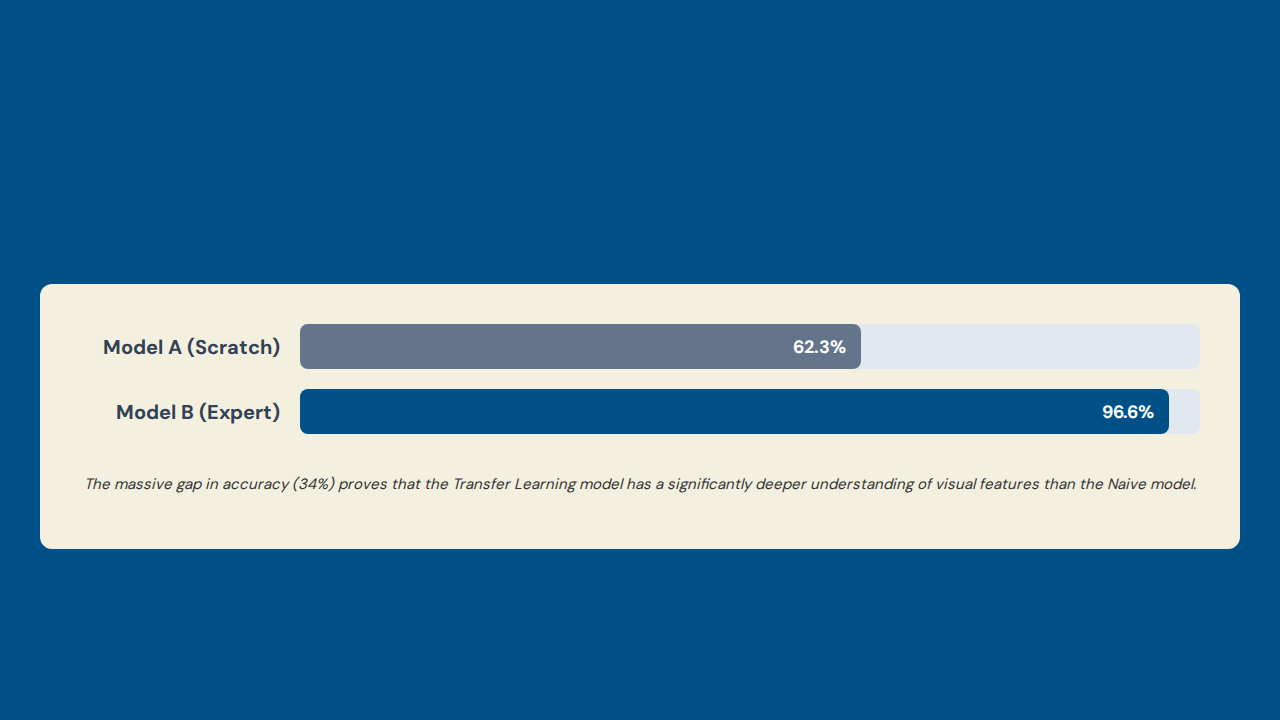 Model A (Scratch)
62.3%
Model B (Expert)
96.6%
The massive gap in accuracy (34%) proves that the Transfer Learning model has a significantly deeper understanding of visual features than the Naive model.